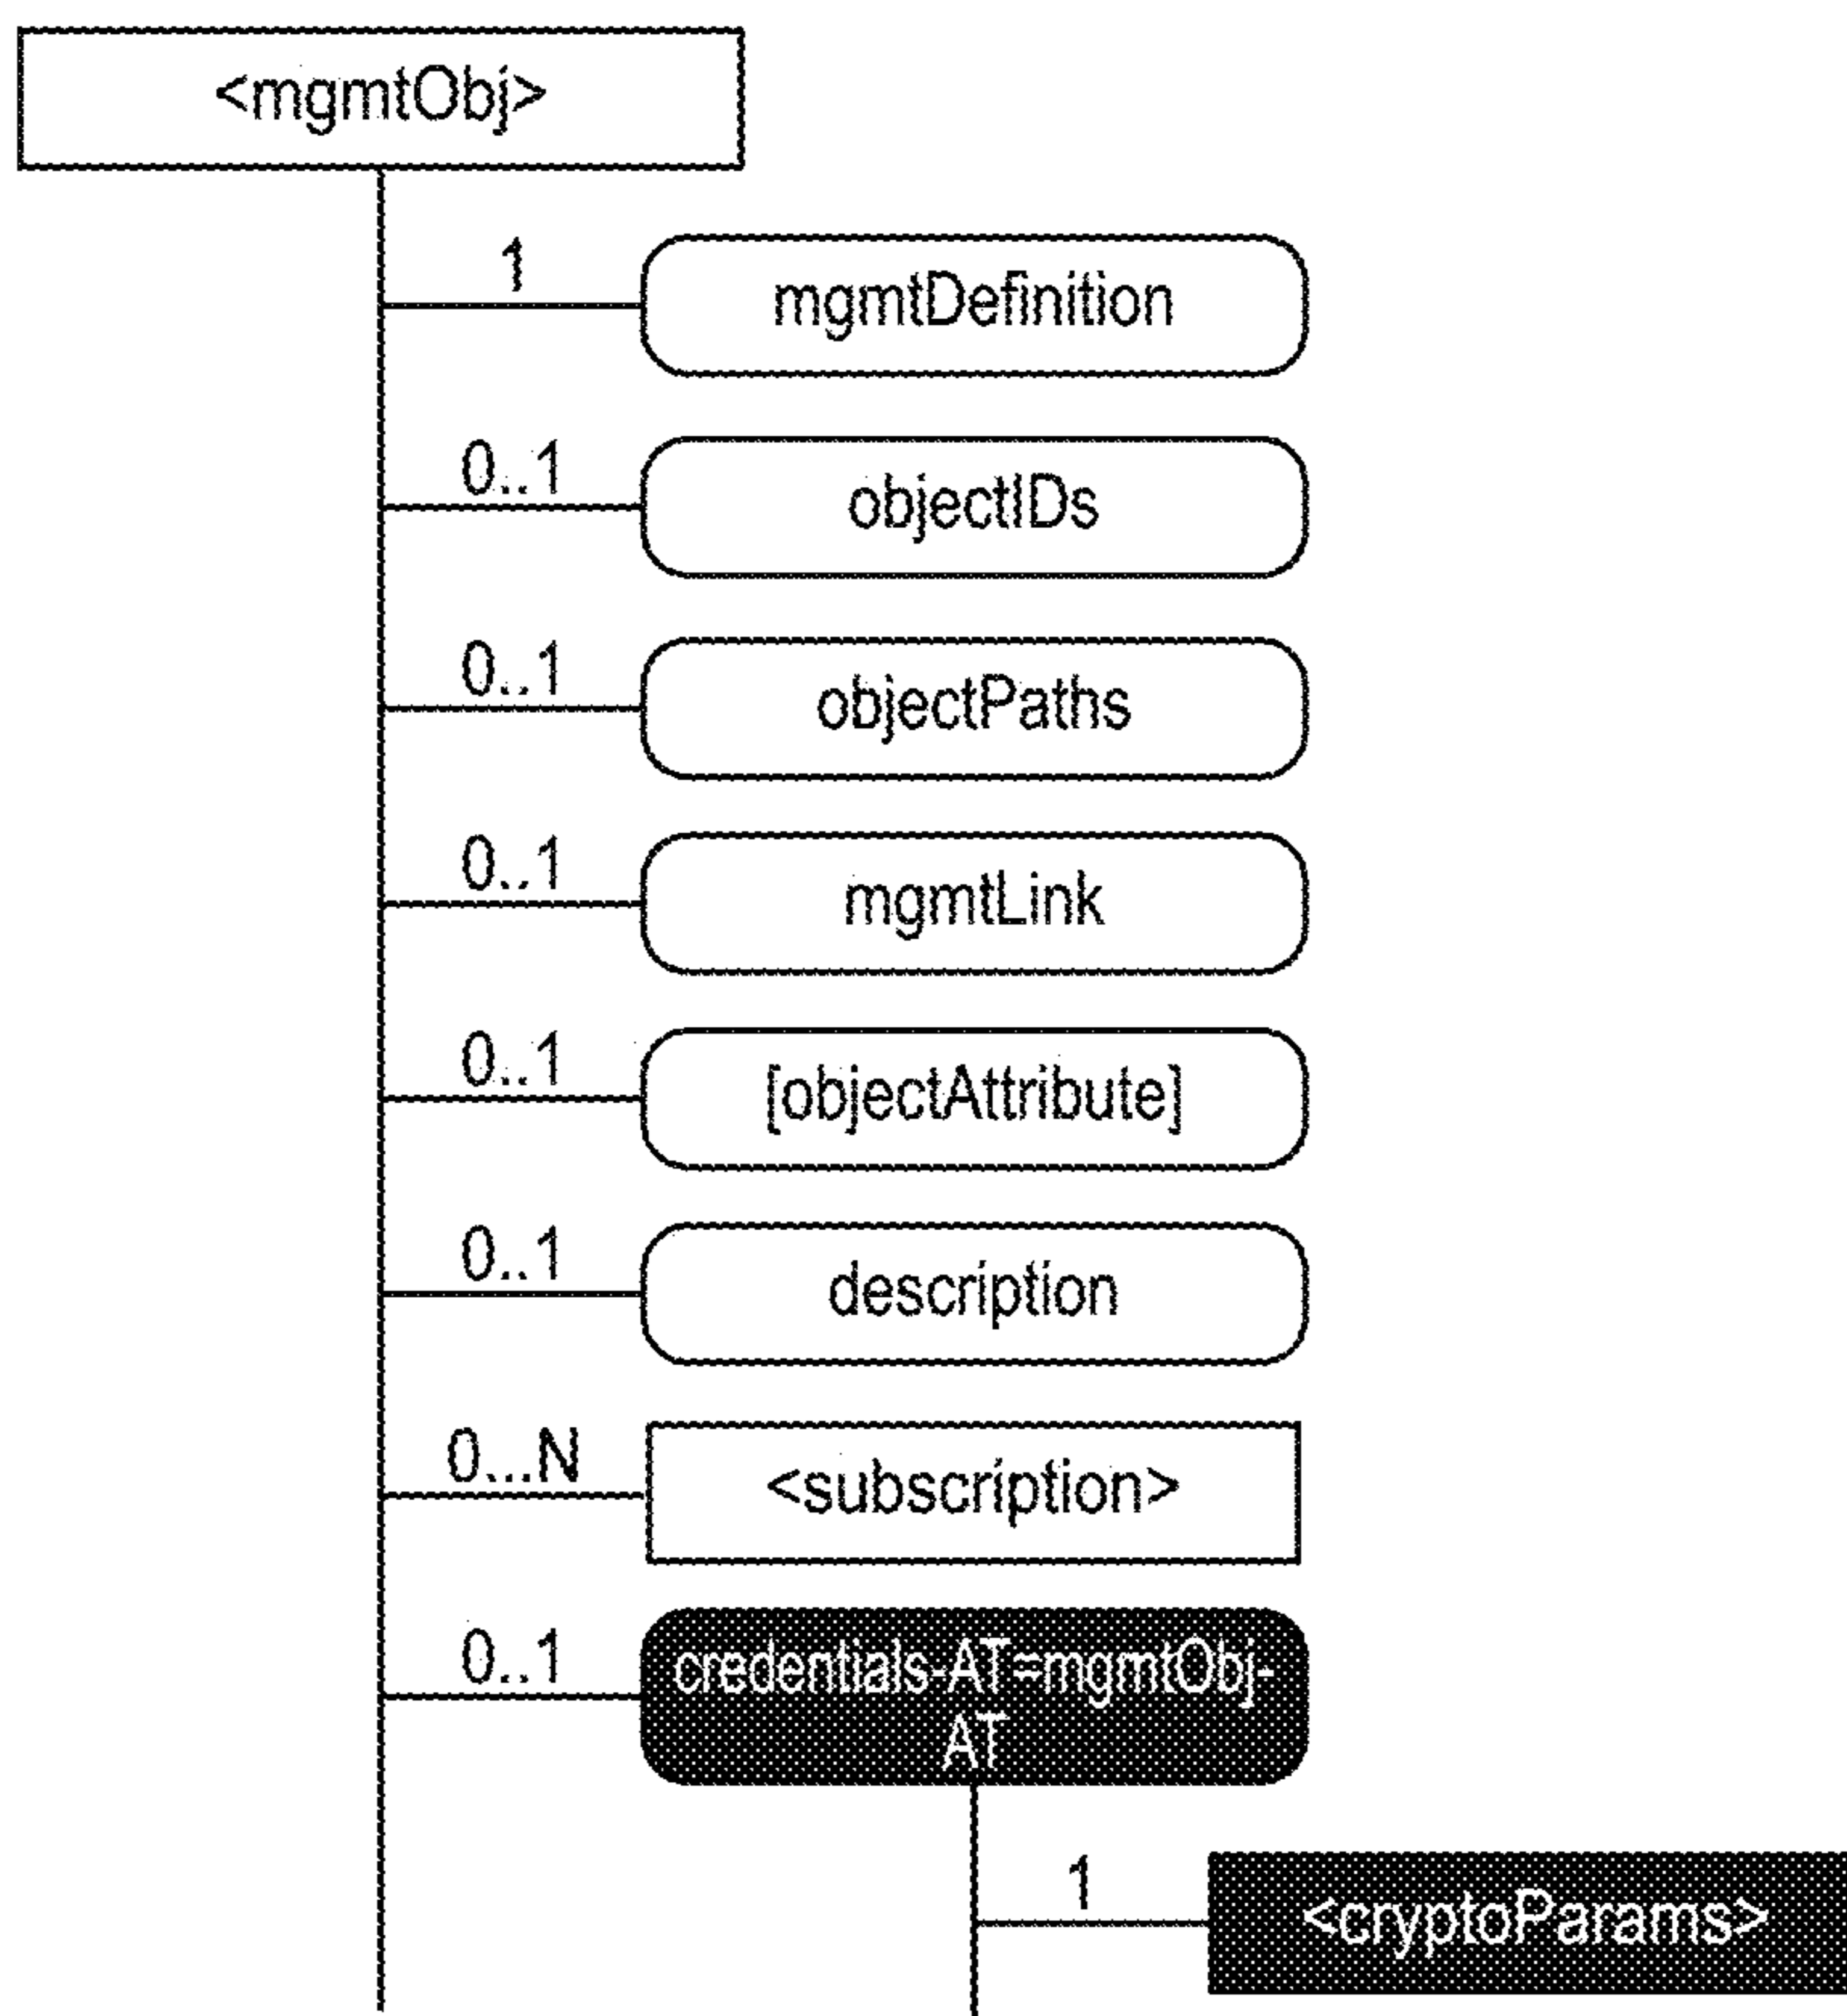 <mgmtObj>
1
mgmtDefinition
0..1
objectIDs
0..1
objectPaths
0..1
mgmtLink
0..1
[objectAttribute]
0..1
description
0...N
<subscription>
0..1
credentials-AT=mgmtObj-
AT
1
<cryptoParams>